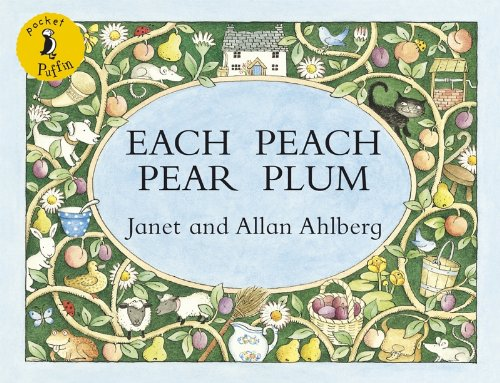 pocket
Puffin
EACH PEACH
PEAR PLUM
Janet and Allan Ahlberg